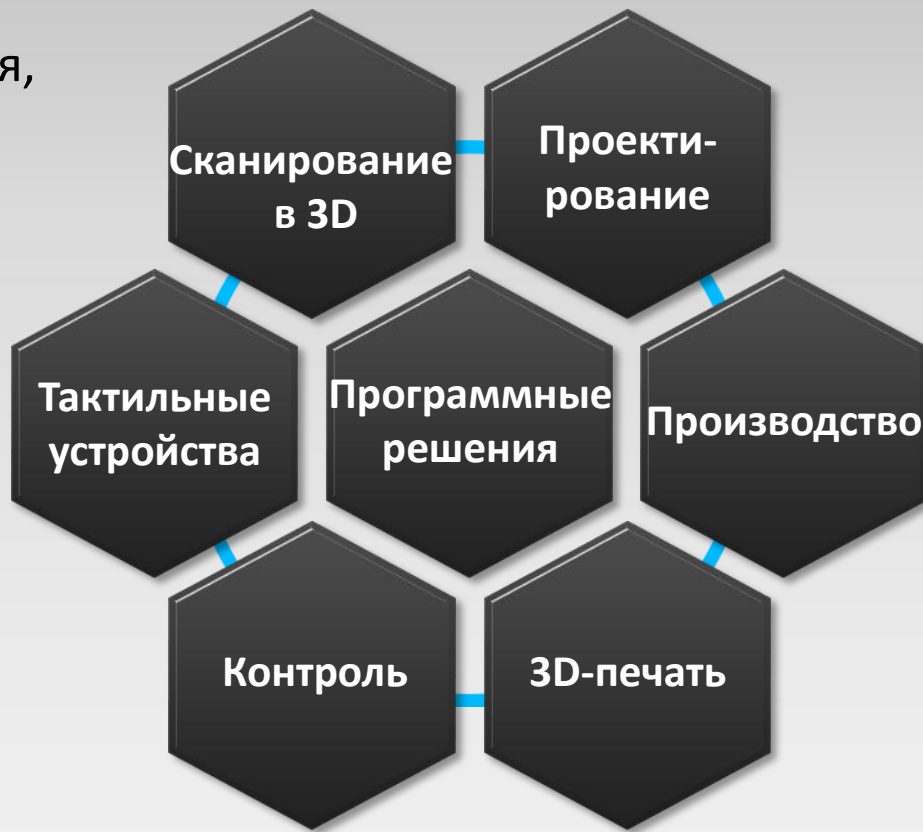 я,
Сканирование
в 3D
Проекти-
рование
Тактильные
устройства
Программные
решения
Производство
Контроль
3D-печать